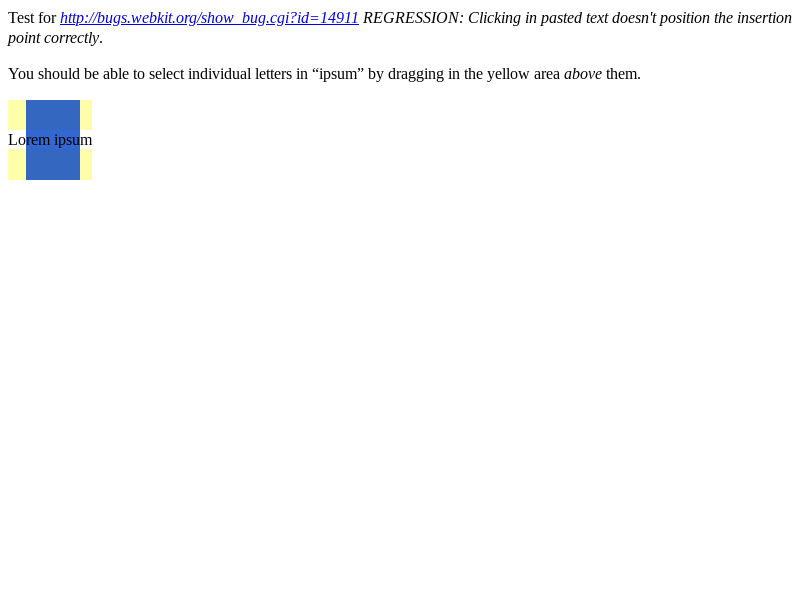 Test for http://bugs.webkit.org/show_bug.cgi?id=14911 REGRESSION: Clicking in pasted text doesn't position the insertion
point correctly.
You should be able to select individual letters in “ipsum” by dragging in the yellow area above them.
Lorem ipsum